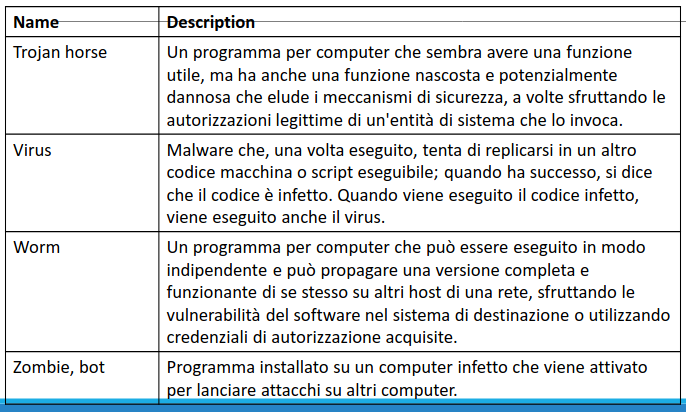 Name Description
Trojan horse Un programma per computer che sembra avere una funzione
utile, ma ha anche una funzione nascosta e potenzialmente
dannosa che elude i meccanismi di sicurezza, a volte sfruttando le
autorizzazioni legittime di un'entità di sistema che lo invoca.
Virus Malware che, una volta eseguito, tenta di replicarsi in un altro
codice macchina o script eseguibile; quando ha successo, si dice
che il codice è infetto. Quando viene eseguito il codice infetto,
viene eseguito anche il virus.
Worm Un programma per computer che può essere eseguito in modo
indipendente e può propagare una versione completa e
funzionante di se stesso su altri host di una rete, sfruttando le
vulnerabilità del software nel sistema di destinazione o utilizzando
credenziali di autorizzazione acquisite.
Zombie, bot Programma installato su un computer infetto che viene attivato
per lanciare attacchi su altri computer.